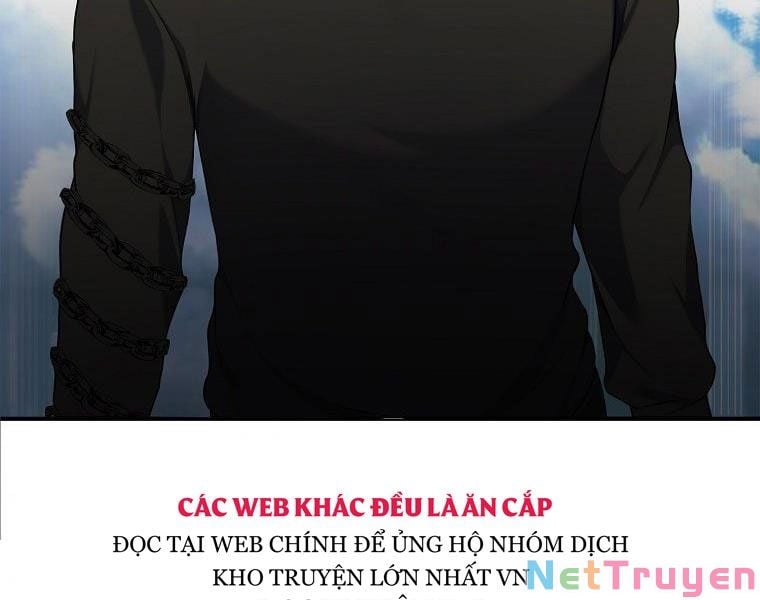 CÁC WEB KHÁC ĐỀU LÀ ĂN CẮP
ĐỌC TẠI WEB CHÍNH ĐỂ ỦNG HỘ NHÓM DỊCH
KHO TRUYỆN LỚN NHẤT VN
NetTruyen